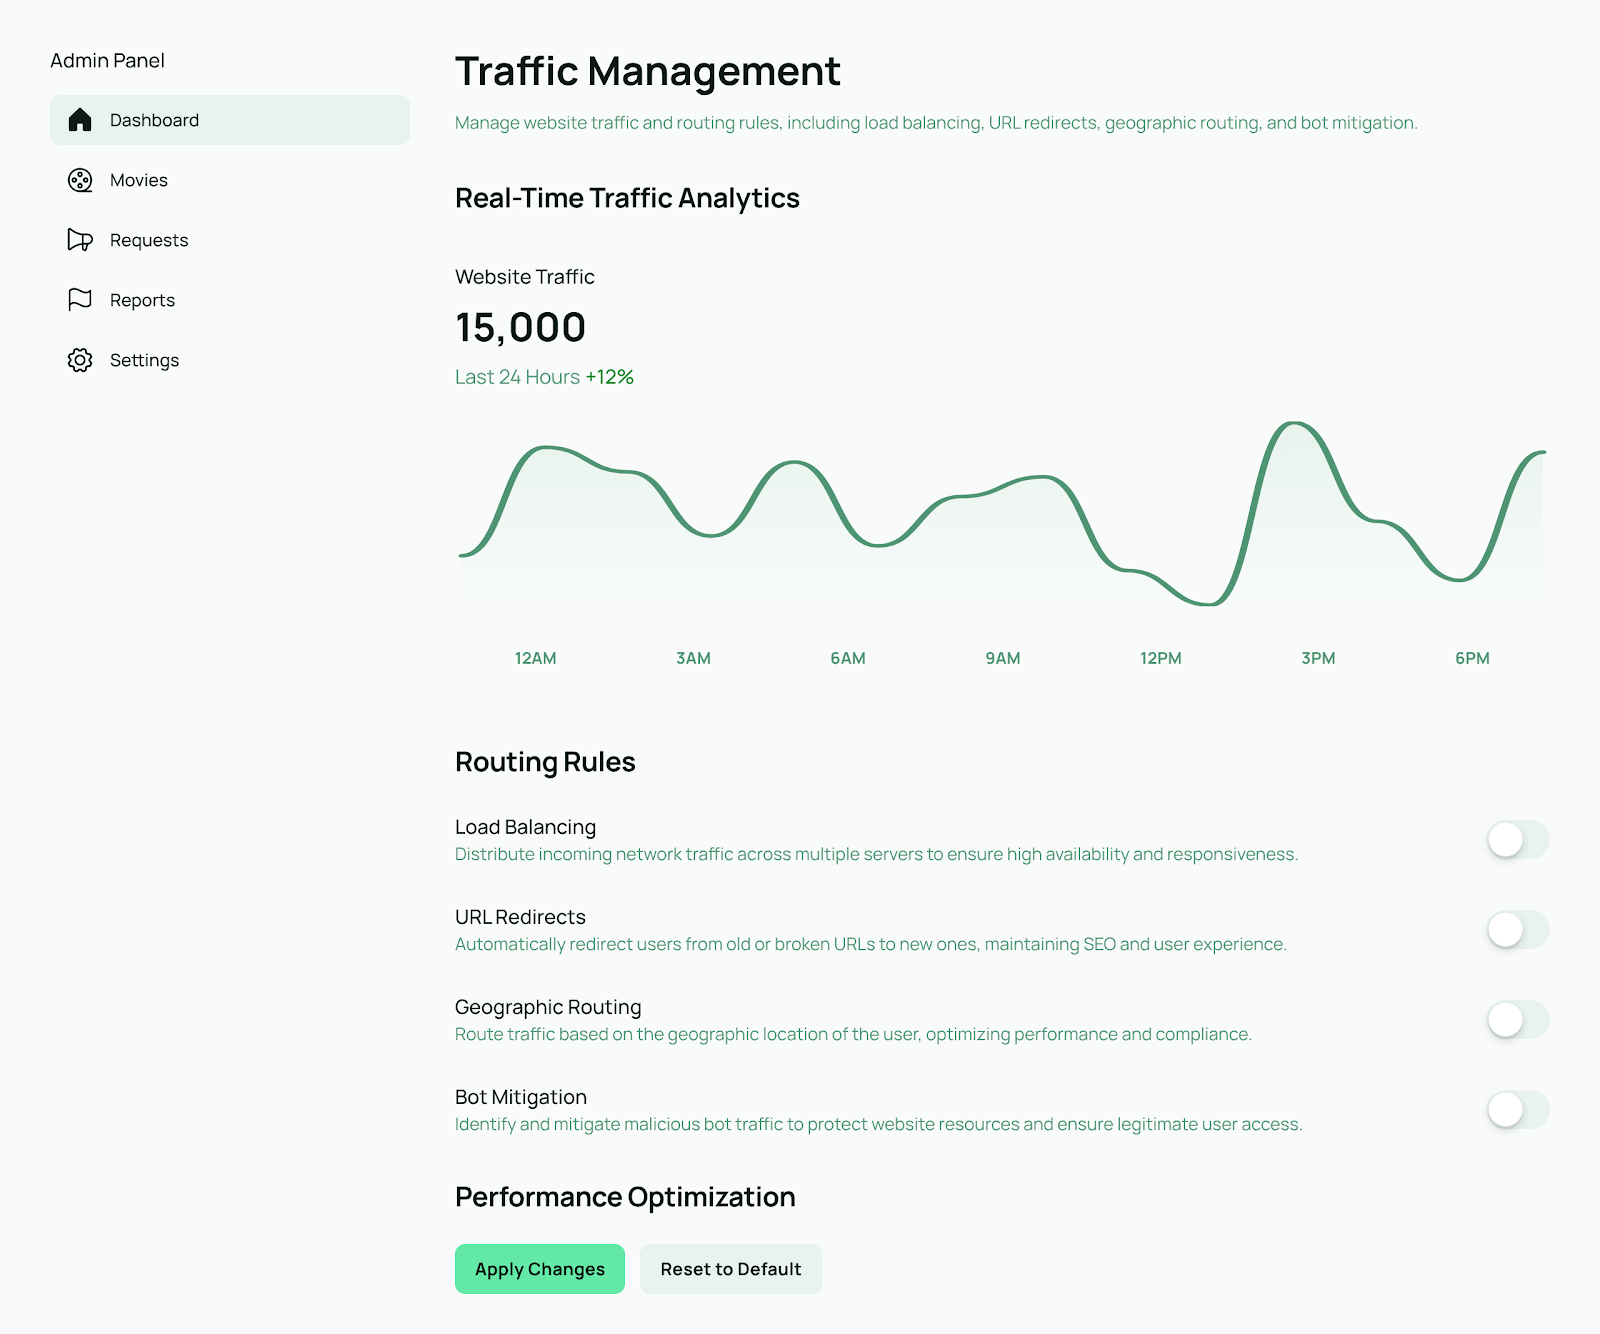 Admin Panel
Dashboard
Movies
Requests
Reports
Settings
Traffic Management
Manage website traffic and routing rules, including load balancing, URL redirects, geographic routing, and bot mitigation.
Real-Time Traffic Analytics
Website Traffic
15,000
Last 24 Hours +12%
12AM 3AM 6AM 9AM 12PM 3PM 6PM
Routing Rules
Load Balancing
Distribute incoming network traffic across multiple servers to ensure high availability and responsiveness.
URL Redirects
Automatically redirect users from old or broken URLs to new ones, maintaining SEO and user experience.
Geographic Routing
Route traffic based on the geographic location of the user, optimizing performance and compliance.
Bot Mitigation
Identify and mitigate malicious bot traffic to protect website resources and ensure legitimate user access.
Performance Optimization
Apply Changes Reset to Default